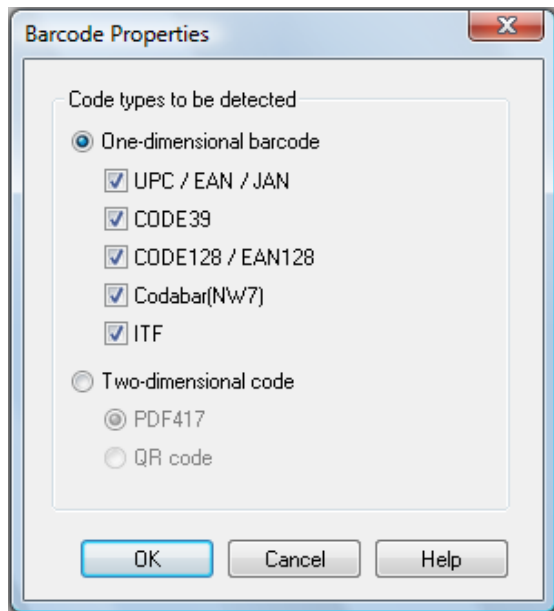 Barcode Properties
Code types to be detected
One-dimensional barcode
UPC / EAN / JAN
CODE39
CODE128 / EAN128
Codabar(NW7)
ITF
Two-dimensional code
PDF417
QR code
OK Cancel Help